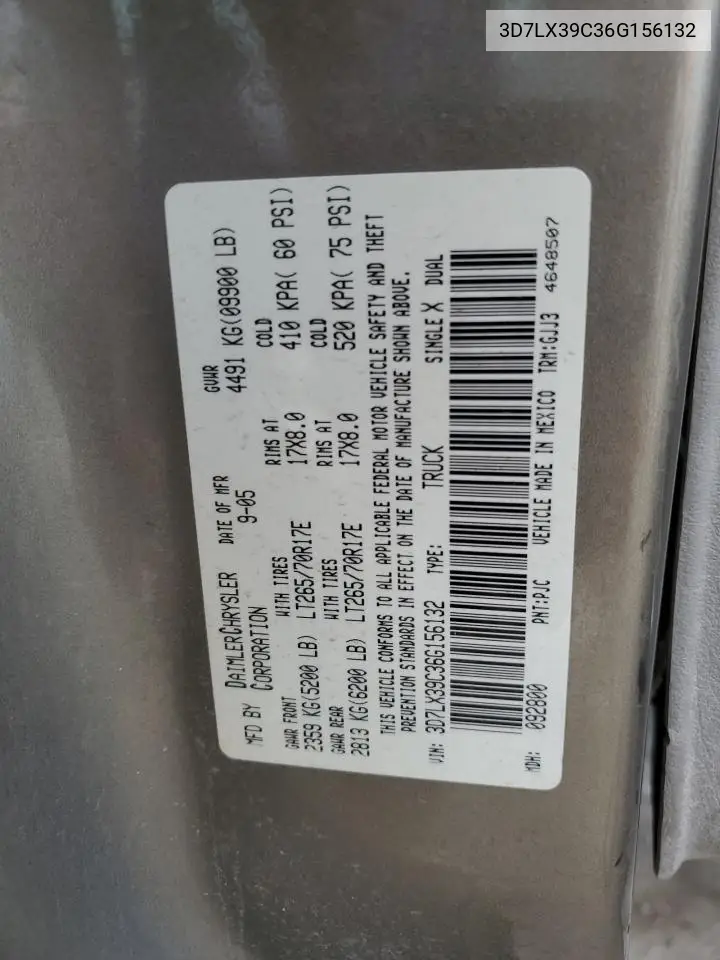 3D7LX39C36G156132
MFD BY DAIMLERCHRYSLER CORPORATION
DATE OF MFR
9-05
GVWR
4491 KG(09900 LB)
GAWR FRONT WITH TIRES RIMS AT COLD
2359 KG(5200 LB) LT265/70R17E 17X8.0 410 KPA( 60 PSI)
GAWR REAR WITH TIRES RIMS AT COLD
2813 KG(6200 LB) LT265/70R17E 17X8.0 520 KPA( 75 PSI)
THIS VEHICLE CONFORMS TO ALL APPLICABLE FEDERAL MOTOR VEHICLE SAFETY AND THEFT
PREVENTION STANDARDS IN EFFECT ON THE DATE OF MANUFACTURE SHOWN ABOVE.
VIN: 3D7LX39C36G156132 TYPE: TRUCK SINGLE X DUAL
MDH: 092800 PNT:PJC VEHICLE MADE IN MEXICO TRM:GJJ3 4648507